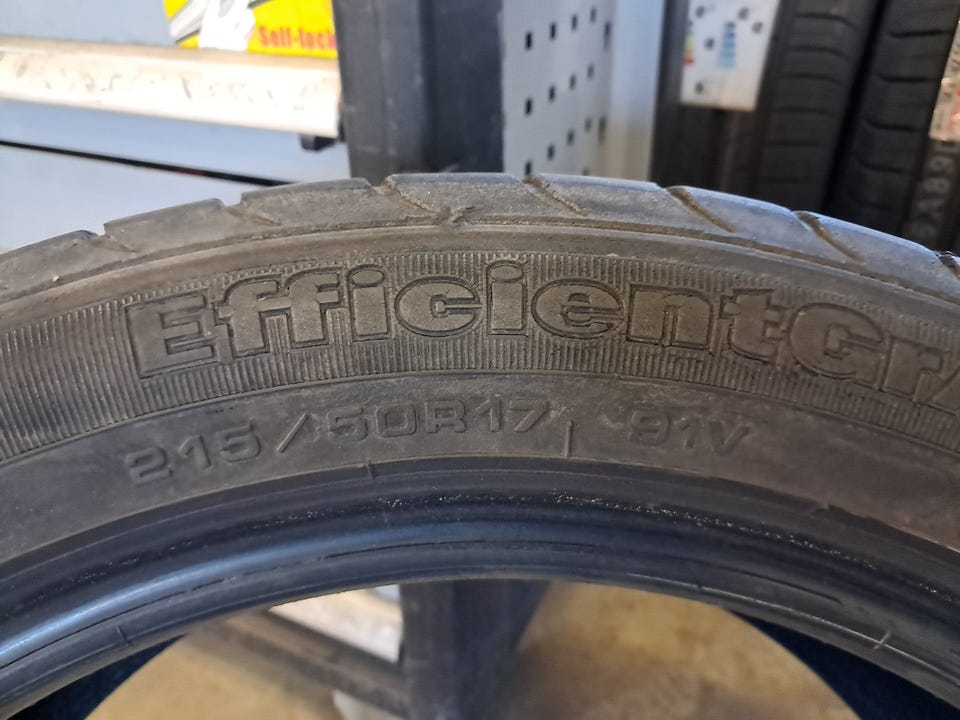 Self-lock
EfficientGr
215/50R17 91V